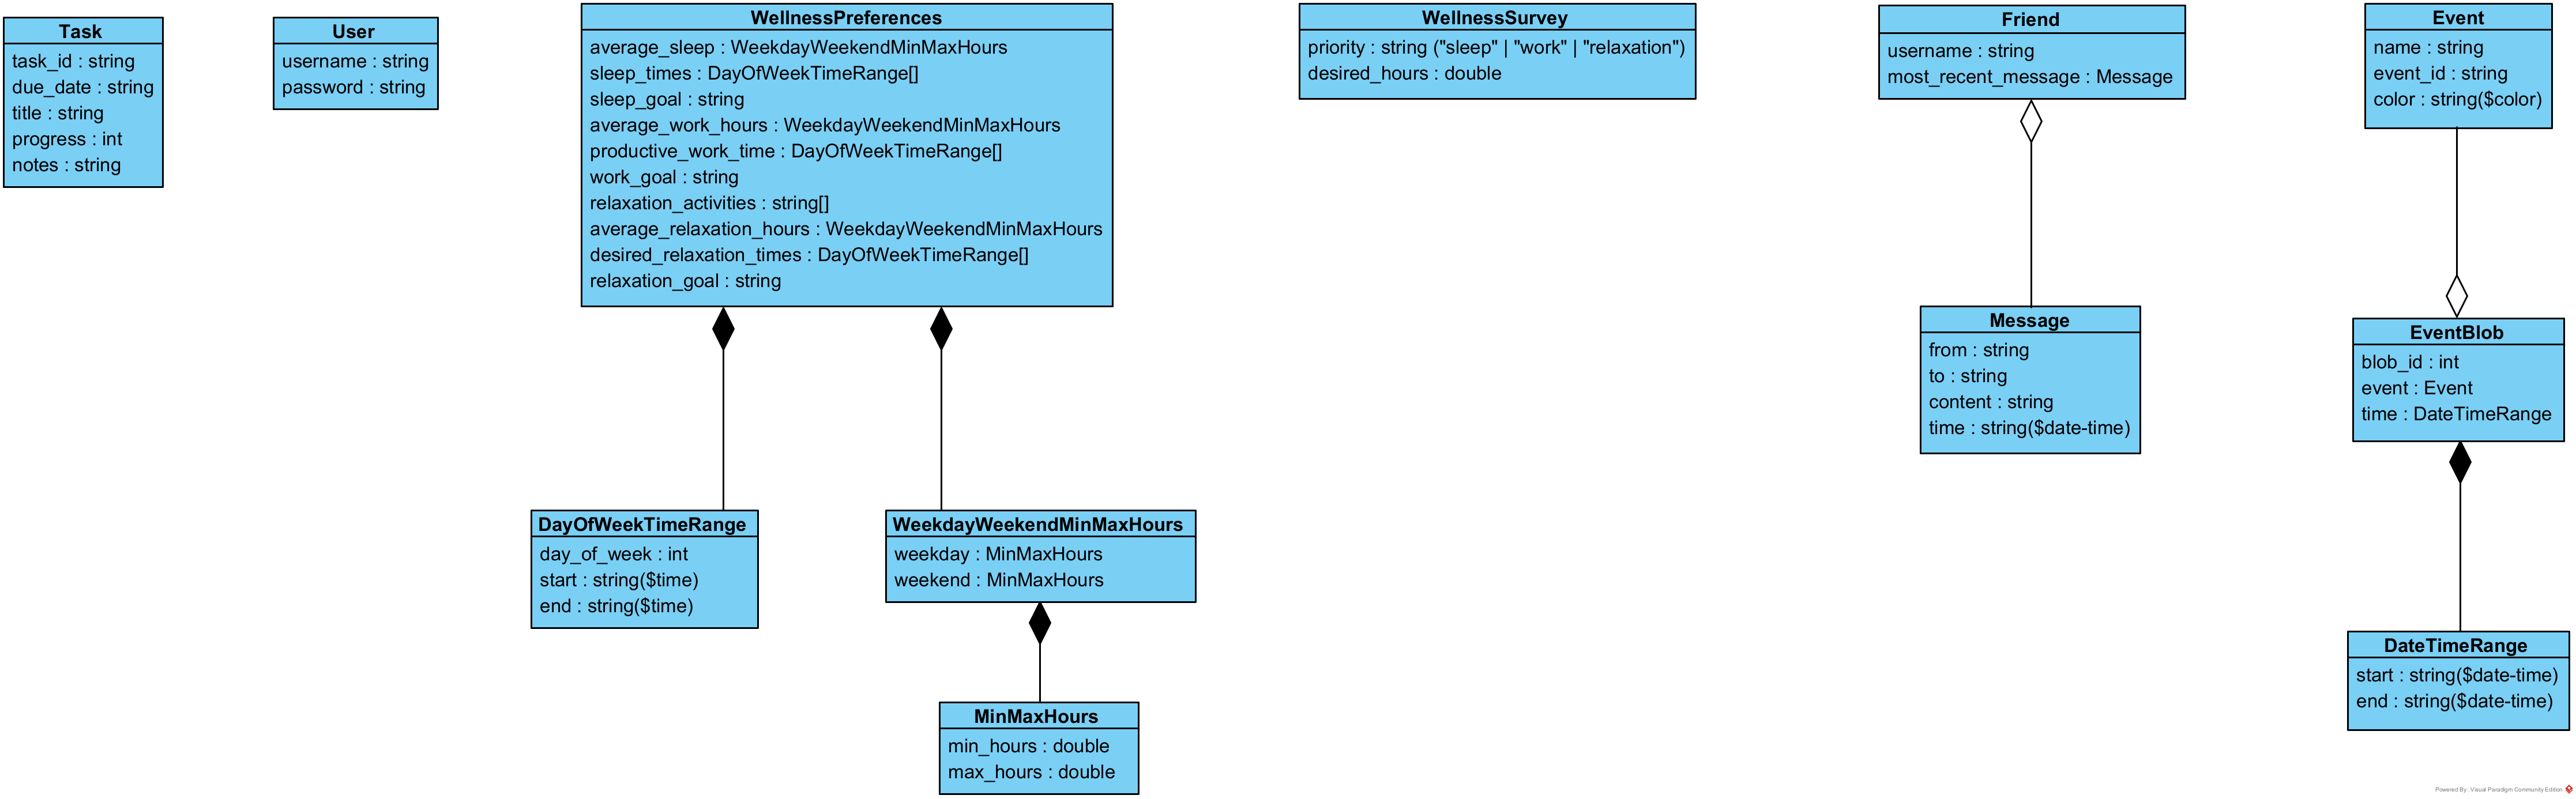 Task
task_id : string
due_date : string
title : string
progress : int
notes : string
User
username : string
password : string
WellnessPreferences
average_sleep : WeekdayWeekendMinMaxHours
sleep_times : DayOfWeekTimeRange[]
sleep_goal : string
average_work_hours : WeekdayWeekendMinMaxHours
productive_work_time : DayOfWeekTimeRange[]
work_goal : string
relaxation_activities : string[]
average_relaxation_hours : WeekdayWeekendMinMaxHours
desired_relaxation_times : DayOfWeekTimeRange[]
relaxation_goal : string
DayOfWeekTimeRange
day_of_week : int
start : string($time)
end : string($time)
WeekdayWeekendMinMaxHours
weekday : MinMaxHours
weekend : MinMaxHours
MinMaxHours
min_hours : double
max_hours : double
WellnessSurvey
priority : string ("sleep" | "work" | "relaxation")
desired_hours : double
Friend
username : string
most_recent_message : Message
Message
from : string
to : string
content : string
time : string($date-time)
Event
name : string
event_id : string
color : string($color)
EventBlob
blob_id : int
event : Event
time : DateTimeRange
DateTimeRange
start : string($date-time)
end : string($date-time)
Powered By: Visual Paradigm Community Edition